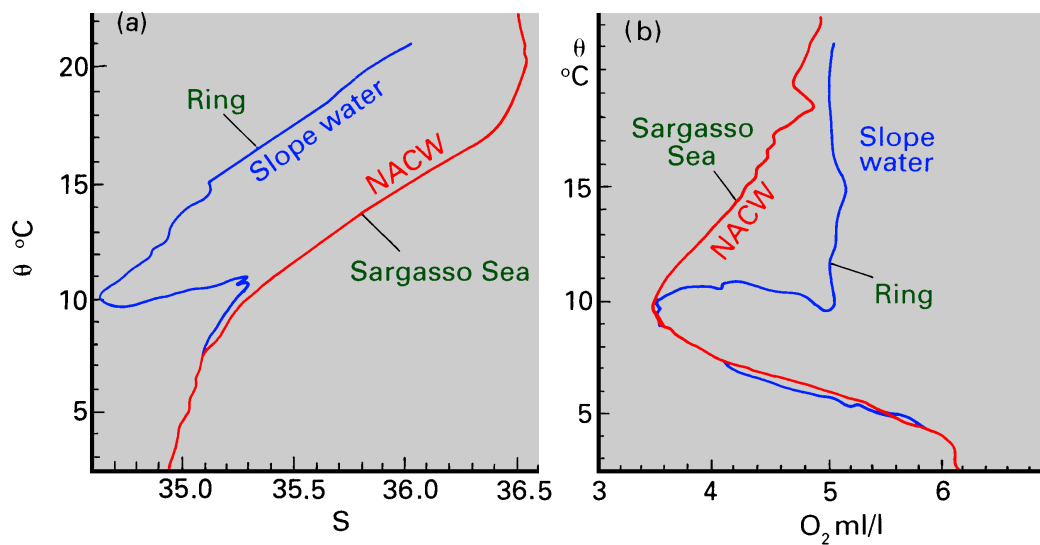 (a)
20
15
10
5
θ °C
Ring
Slope water
NACW
Sargasso Sea
35.0
35.5
36.0
36.5
S
(b)
θ
°C
15
10
5
Sargasso
Sea
NACW
Slope
water
Ring
3
4
5
6
O₂ ml/l